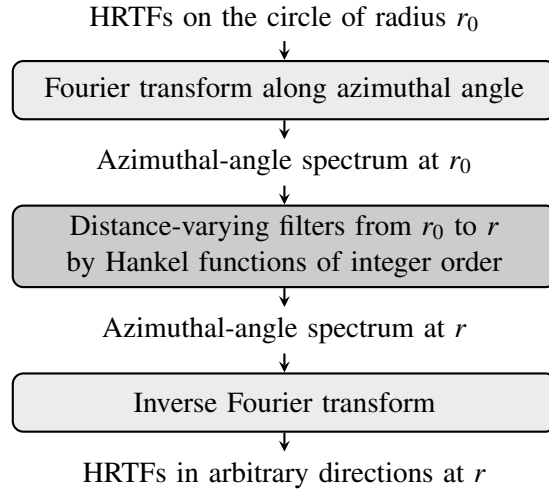 HRTFs on the circle of radius r₀
Fourier transform along azimuthal angle
Azimuthal-angle spectrum at r₀
Distance-varying filters from r₀ to r
by Hankel functions of integer order
Azimuthal-angle spectrum at r
Inverse Fourier transform
HRTFs in arbitrary directions at r